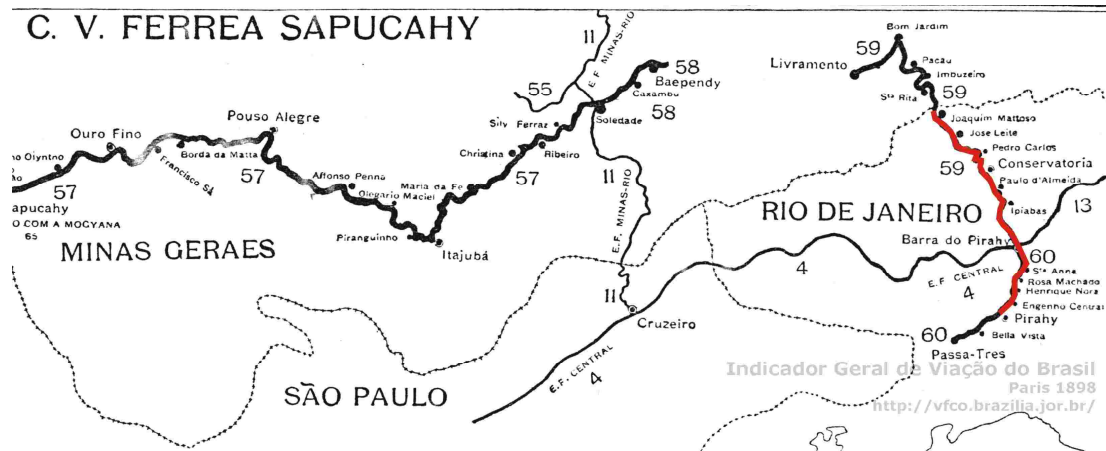 C. V. FERREA SAPUCAHY
11
E.F. MINAS-RIO
55
58
Baependy
Caxambu
58
Soledade
Sily Ferraz
Ribeiro
Christina
57
Pouso Alegre
Ouro Fino
Borda da Matta
Francisco Sá
no Olyntno
57
apucahy
O COM A MOGYANA
65
57
Affonso Penna
Olegario Maciel
Maria da Fe
Piranguinho
Itajubá
MINAS GERAES
11
E.F. MINAS-RIO
11
Cruzeiro
E.F. CENTRAL
4
4
SÃO PAULO
Bom Jardim
59
Livramento
Pacau
Imbuzeiro
59
Sta Rita
Joaquim Mattoso
Jose Leite
Pedro Carlos
59
Conservatoria
Paulo d'Almeida
13
Ipiabas
RIO DE JANEIRO
Barra do Pirahy
60
E.F CENTRAL
4
Sta Anna
Rosa Machado
Henrique Nora
Engenho Central
Pirahy
60
Bella Vista
Passa-Tres
Indicador Geral de Viação do Brasil
Paris 1898
http://vfco.brazilia.jor.br/